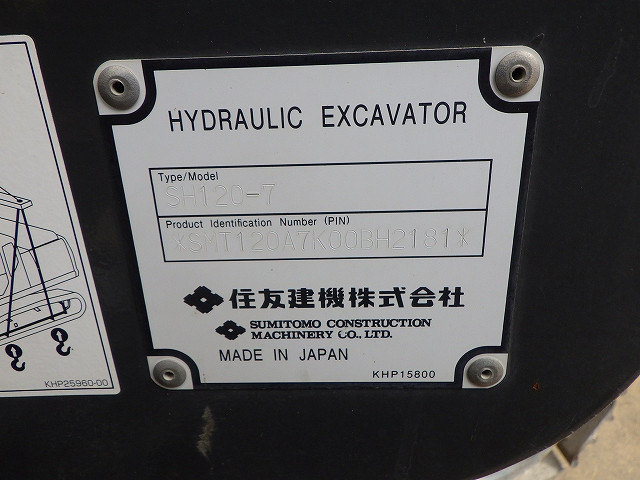 HYDRAULIC EXCAVATOR
Type/Model
SH120-7
Product Identification Number (PIN)
*SMT120A7K00BH2181*
住友建機株式会社
SUMITOMO CONSTRUCTION
MACHINERY CO., LTD.
MADE IN JAPAN
KHP15800
KHP25960-00